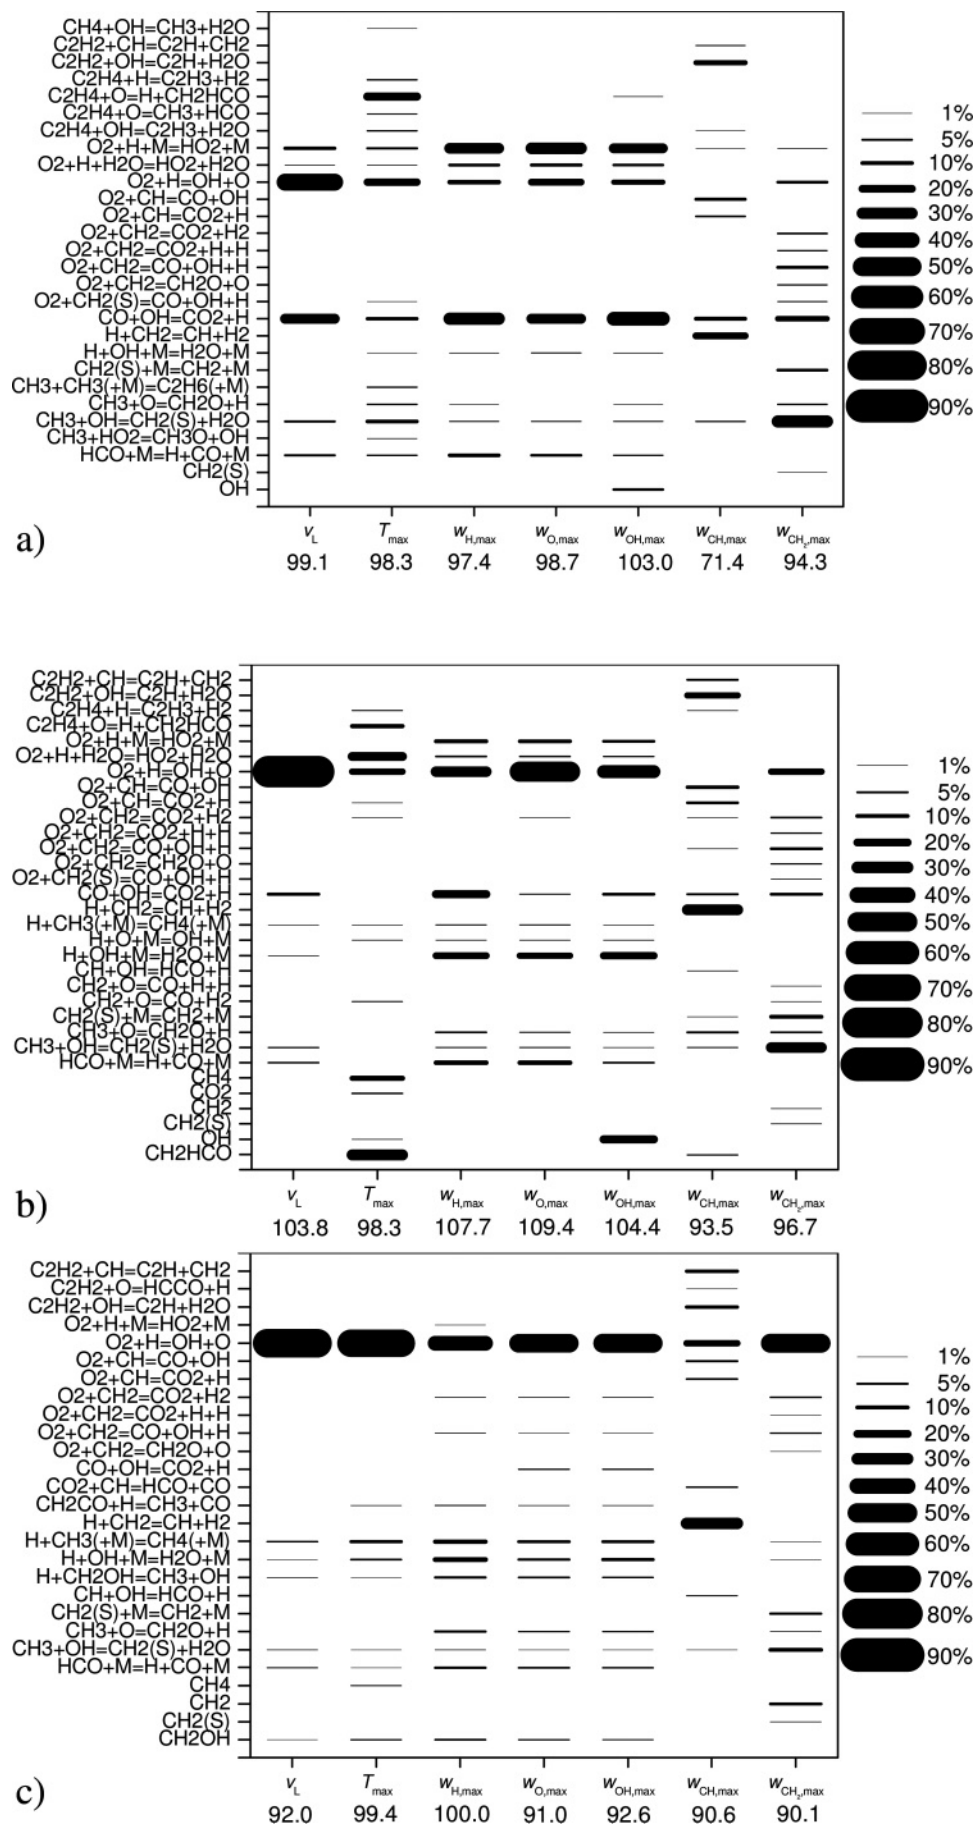 CH4+OH=CH3+H2O
C2H2+CH=C2H+CH2
C2H2+OH=C2H+H2O
C2H4+H=C2H3+H2
C2H4+O=H+CH2HCO
C2H4+O=CH3+HCO
C2H4+OH=C2H3+H2O
O2+H+M=HO2+M
O2+H+H2O=HO2+H2O
O2+H=OH+O
O2+CH=CO+OH
O2+CH=CO2+H
O2+CH2=CO2+H2
O2+CH2=CO2+H+H
O2+CH2=CO+OH+H
O2+CH2=CH2O+O
O2+CH2(S)=CO+OH+H
CO+OH=CO2+H
H+CH2=CH+H2
H+OH+M=H2O+M
CH2(S)+M=CH2+M
CH3+CH3(+M)=C2H6(+M)
CH3+O=CH2O+H
CH3+OH=CH2(S)+H2O
CH3+HO2=CH3O+OH
HCO+M=H+CO+M
CH2(S)
OH
1%
5%
10%
20%
30%
40%
50%
60%
70%
80%
90%
a)
v_L T_max w_H,max w_O,max w_OH,max w_CH,max w_CH2,max
99.1 98.3 97.4 98.7 103.0 71.4 94.3
C2H2+CH=C2H+CH2
C2H2+OH=C2H+H2O
C2H4+H=C2H3+H2
C2H4+O=H+CH2HCO
O2+H+M=HO2+M
O2+H+H2O=HO2+H2O
O2+H=OH+O
O2+CH=CO+OH
O2+CH=CO2+H
O2+CH2=CO2+H2
O2+CH2=CO2+H+H
O2+CH2=CO+OH+H
O2+CH2=CH2O+O
O2+CH2(S)=CO+OH+H
CO+OH=CO2+H
H+CH2=CH+H2
H+CH3(+M)=CH4(+M)
H+O+M=OH+M
H+OH+M=H2O+M
CH+OH=HCO+H
CH2+O=CO+H+H
CH2+O=CO+H2
CH2(S)+M=CH2+M
CH3+O=CH2O+H
CH3+OH=CH2(S)+H2O
HCO+M=H+CO+M
CH4
CO2
CH2
CH2(S)
OH
CH2HCO
1%
5%
10%
20%
30%
40%
50%
60%
70%
80%
90%
b)
v_L T_max w_H,max w_O,max w_OH,max w_CH,max w_CH2,max
103.8 98.3 107.7 109.4 104.4 93.5 96.7
C2H2+CH=C2H+CH2
C2H2+O=HCCO+H
C2H2+OH=C2H+H2O
O2+H+M=HO2+M
O2+H=OH+O
O2+CH=CO+OH
O2+CH=CO2+H
O2+CH2=CO2+H2
O2+CH2=CO2+H+H
O2+CH2=CO+OH+H
O2+CH2=CH2O+O
CO+OH=CO2+H
CO2+CH=HCO+CO
CH2CO+H=CH3+CO
H+CH2=CH+H2
H+CH3(+M)=CH4(+M)
H+OH+M=H2O+M
H+CH2OH=CH3+OH
CH+OH=HCO+H
CH2(S)+M=CH2+M
CH3+O=CH2O+H
CH3+OH=CH2(S)+H2O
HCO+M=H+CO+M
CH4
CH2
CH2(S)
CH2OH
1%
5%
10%
20%
30%
40%
50%
60%
70%
80%
90%
c)
v_L T_max w_H,max w_O,max w_OH,max w_CH,max w_CH2,max
92.0 99.4 100.0 91.0 92.6 90.6 90.1